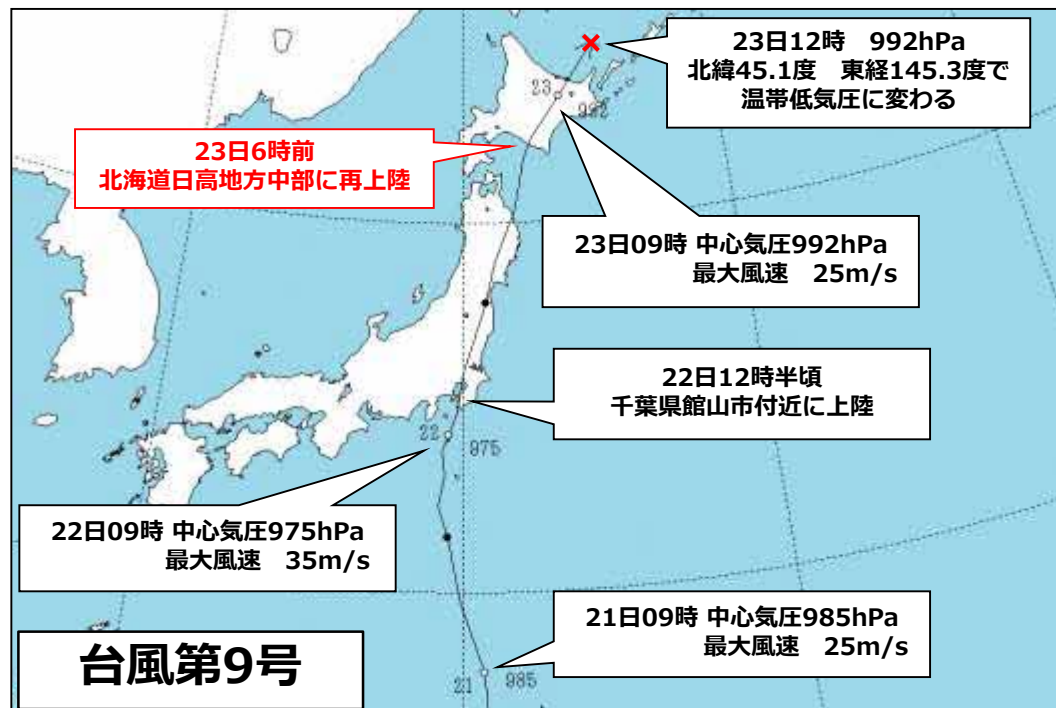 23日12時　992hPa
北緯45.1度　東経145.3度で
温帯低気圧に変わる
23
992
23日6時前
北海道日高地方中部に再上陸
23日09時 中心気圧992hPa
最大風速　25m/s
22日12時半頃
千葉県館山市付近に上陸
22
975
22日09時 中心気圧975hPa
最大風速　35m/s
21日09時 中心気圧985hPa
最大風速　25m/s
台風第9号
21
985